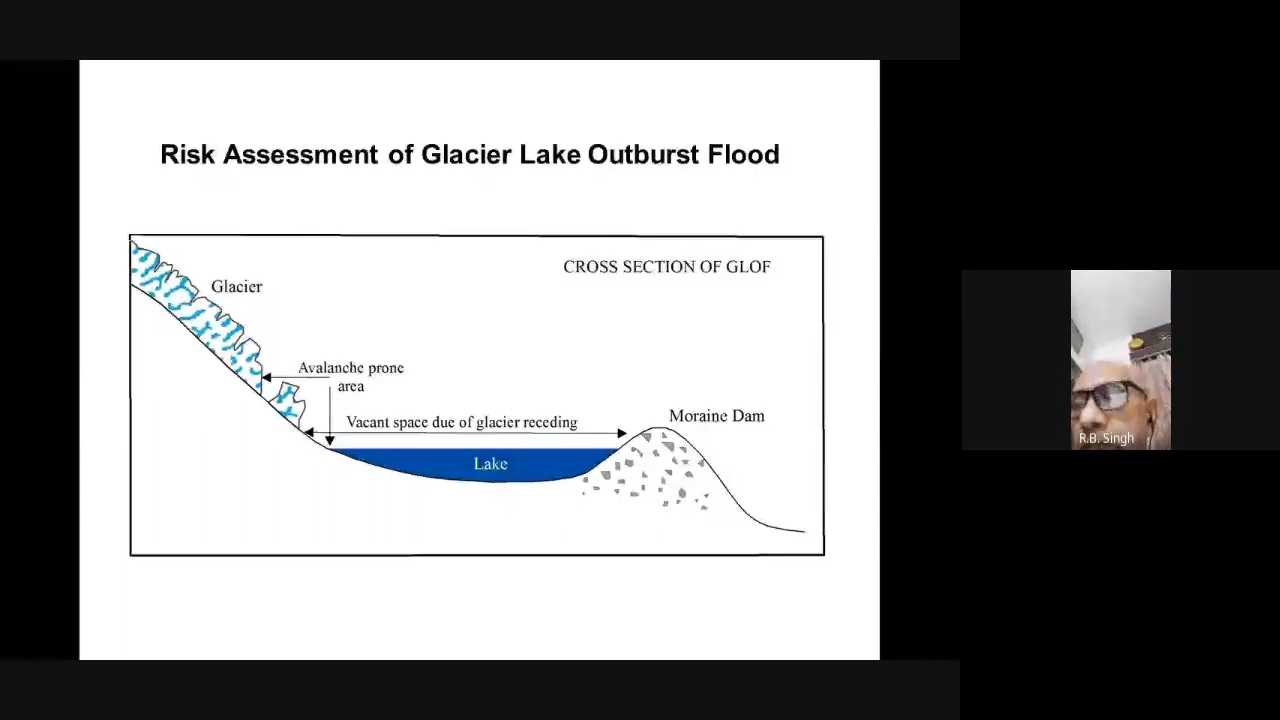 Risk Assessment of Glacier Lake Outburst Flood
CROSS SECTION OF GLOF
Glacier
Avalanche prone
area
Vacant space due of glacier receding
Moraine Dam
Lake
R.B. Singh